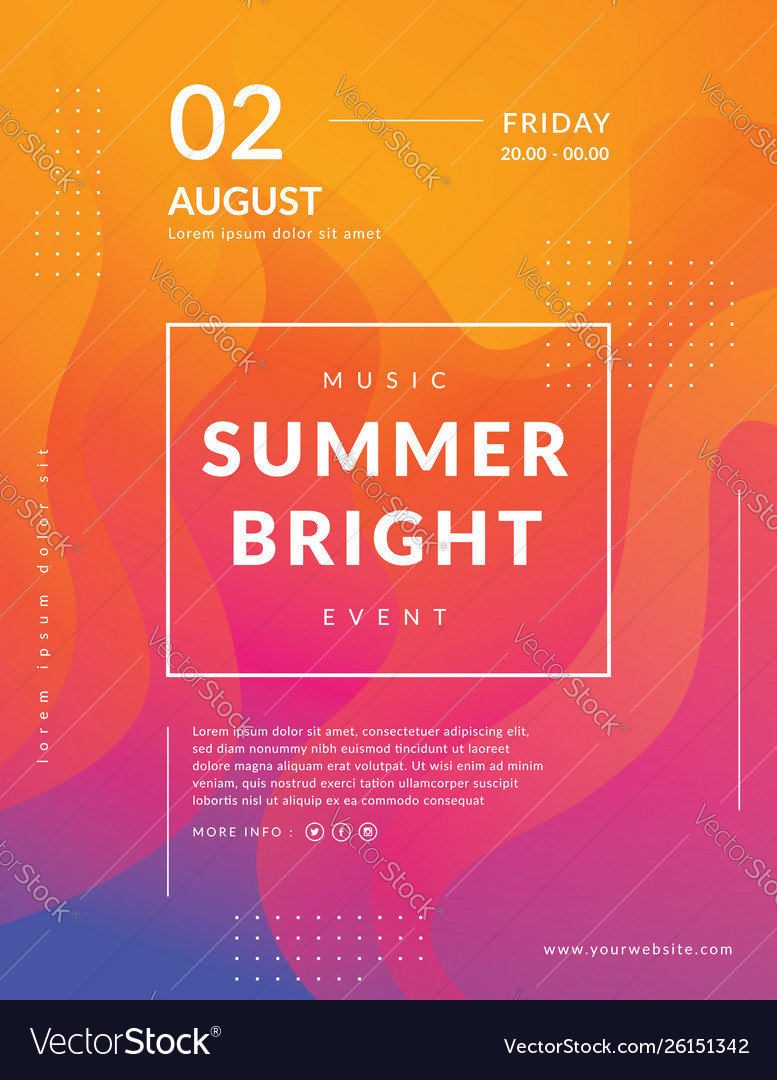 02
AUGUST
Lorem ipsum dolor sit amet
FRIDAY
20.00 - 00.00
MUSIC
SUMMER
BRIGHT
EVENT
lorem ipsum dolor sit
Lorem ipsum dolor sit amet, consectetuer adipiscing elit,
sed diam nonummy nibh euismod tincidunt ut laoreet
dolore magna aliquam erat volutpat. Ut wisi enim ad minim
veniam, quis nostrud exerci tation ullamcorper suscipit
lobortis nisl ut aliquip ex ea commodo consequat
MORE INFO :
www.yourwebsite.com
VectorStock®
VectorStock.com/26151342